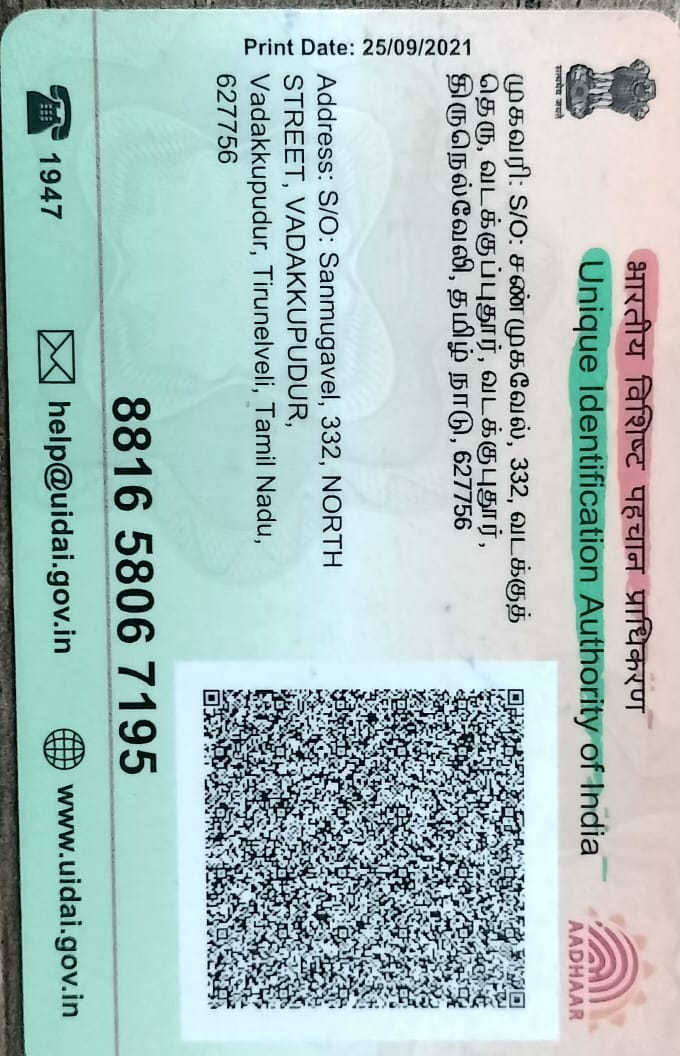 Print Date: 25/09/2021
भारतीय विशिष्ट पहचान प्राधिकरण
Unique Identification Authority of India
AADHAAR
முகவரி: S/O: சண்முகவேல், 332, வடக்குத்
தெரு, வடக்குப்புதூர், வடக்குபுதூர்,
திருநெல்வேலி, தமிழ் நாடு, 627756
Address: S/O: Sanmugavel, 332, NORTH
STREET, VADAKKUPUDUR,
Vadakkupudur, Tirunelveli, Tamil Nadu,
627756
8816 5806 7195
1947
help@uidai.gov.in
www.uidai.gov.in